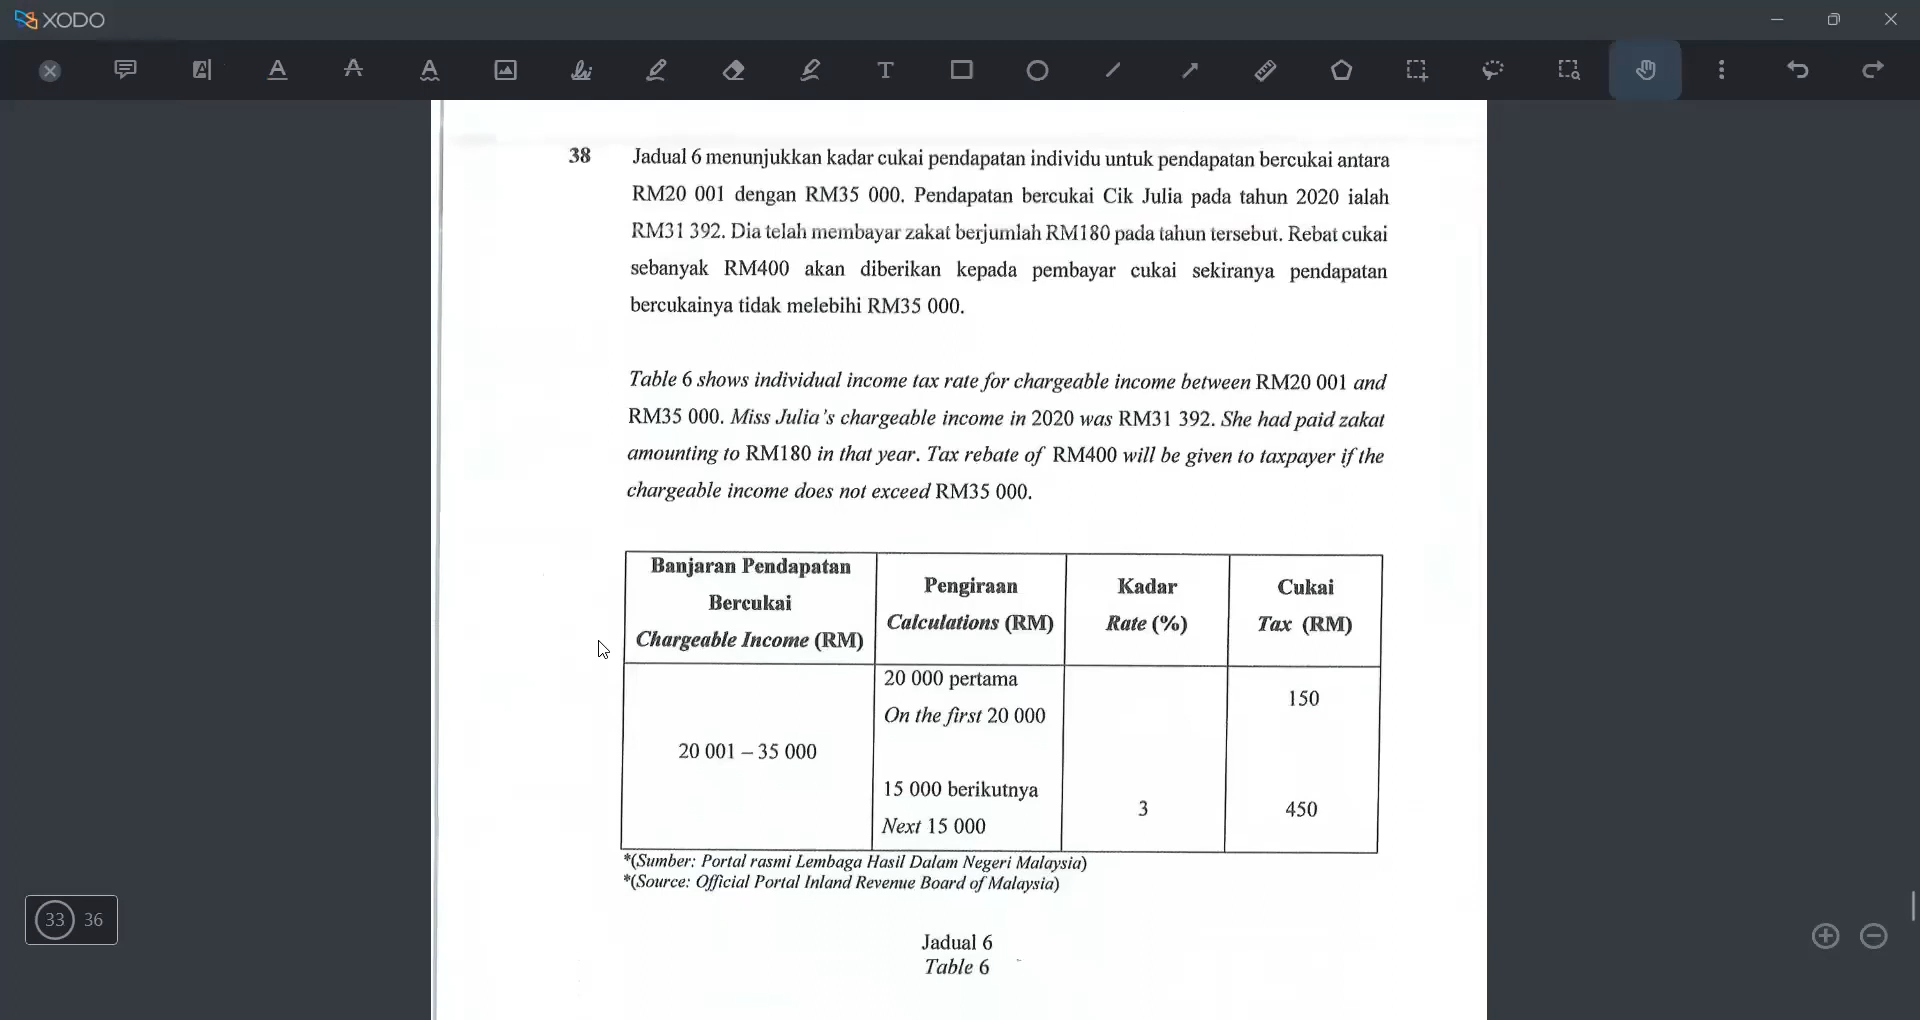 XODO
38 Jadual 6 menunjukkan kadar cukai pendapatan individu untuk pendapatan bercukai antara
RM20 001 dengan RM35 000. Pendapatan bercukai Cik Julia pada tahun 2020 ialah
RM31 392. Dia telah membayar zakat berjumlah RM180 pada tahun tersebut. Rebat cukai
sebanyak RM400 akan diberikan kepada pembayar cukai sekiranya pendapatan
bercukainya tidak melebihi RM35 000.
Table 6 shows individual income tax rate for chargeable income between RM20 001 and
RM35 000. Miss Julia's chargeable income in 2020 was RM31 392. She had paid zakat
amounting to RM180 in that year. Tax rebate of RM400 will be given to taxpayer if the
chargeable income does not exceed RM35 000.
Banjaran Pendapatan
Bercukai
Chargeable Income (RM)
Pengiraan
Calculations (RM)
Kadar
Rate (%)
Cukai
Tax (RM)
20 001 – 35 000
20 000 pertama
On the first 20 000
150
15 000 berikutnya
Next 15 000
3
450
*(Sumber: Portal rasmi Lembaga Hasil Dalam Negeri Malaysia)
*(Source: Official Portal Inland Revenue Board of Malaysia)
33 36
Jadual 6
Table 6